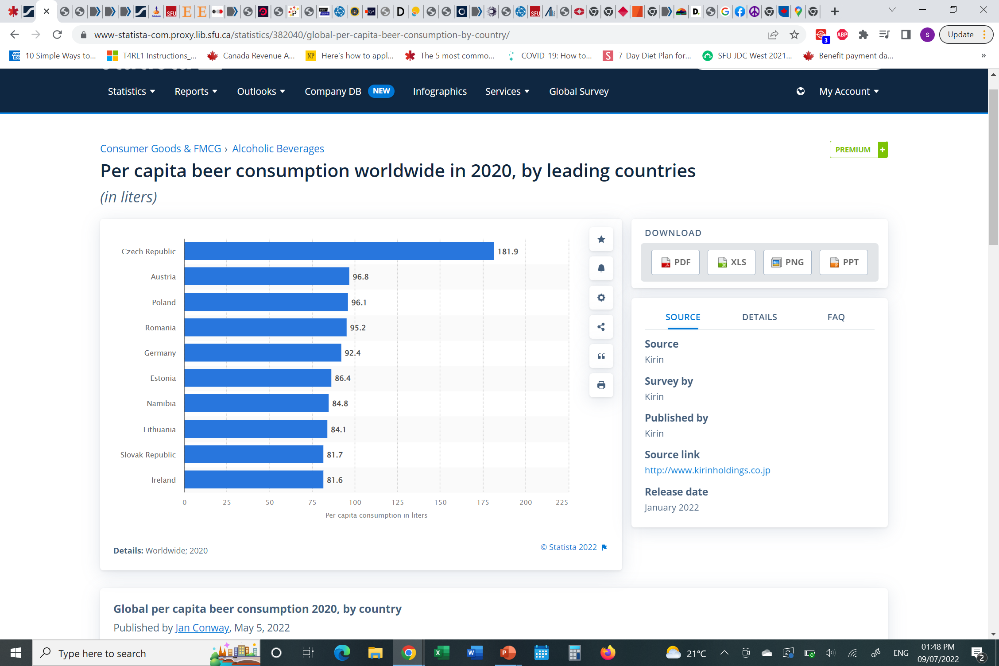 www-statista-com.proxy.lib.sfu.ca/statistics/382040/global-per-capita-beer-consumption-by-country/
ABP
3
s
Update
10 Simple Ways to...
T4RL1 Instructions_...
Canada Revenue A...
NP Here's how to appl...
The 5 most commo...
COVID-19: How to...
S 7-Day Diet Plan for...
SFU JDC West 2021...
Benefit payment da...
»
Statistics
Reports
Outlooks
Company DB NEW
Infographics
Services
Global Survey
My Account
Consumer Goods & FMCG › Alcoholic Beverages
PREMIUM +
Per capita beer consumption worldwide in 2020, by leading countries
(in liters)
Czech Republic 181.9
Austria 96.8
Poland 96.1
Romania 95.2
Germany 92.4
Estonia 86.4
Namibia 84.8
Lithuania 84.1
Slovak Republic 81.7
Ireland 81.6
0 25 50 75 100 125 150 175 200 225
Per capita consumption in liters
Details: Worldwide; 2020
© Statista 2022
DOWNLOAD
PDF XLS PNG PPT
SOURCE DETAILS FAQ
Source
Kirin
Survey by
Kirin
Published by
Kirin
Source link
http://www.kirinholdings.co.jp
Release date
January 2022
Global per capita beer consumption 2020, by country
Published by Jan Conway, May 5, 2022
Type here to search
21°C
ENG
01:48 PM
09/07/2022
2